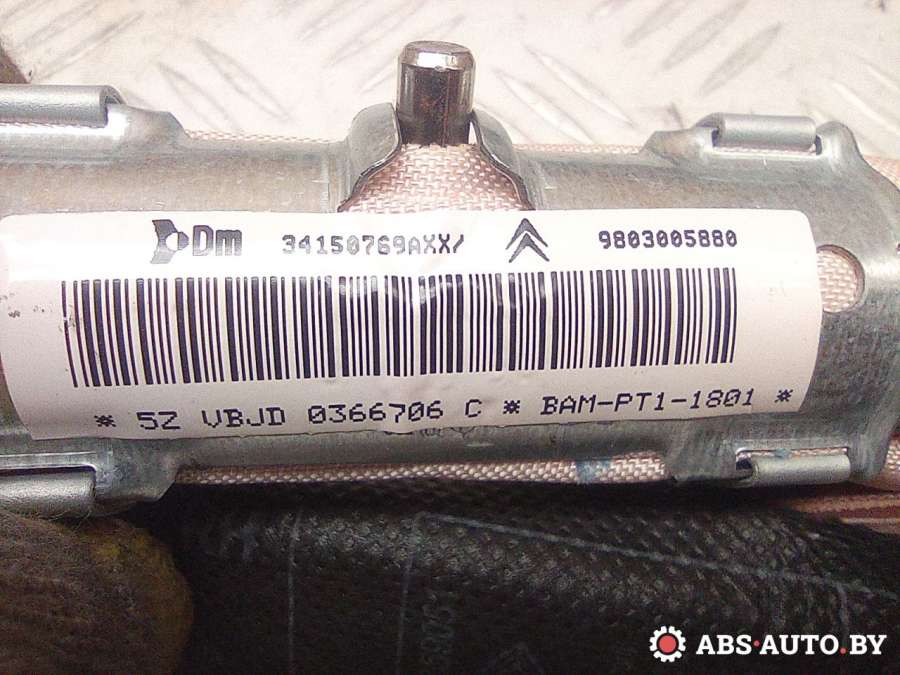 Dm 34150769AXX/ 9803005880
* 5Z VBJD 0366706 C * BAM-PT1-1801 *
ABS-AUTO.BY